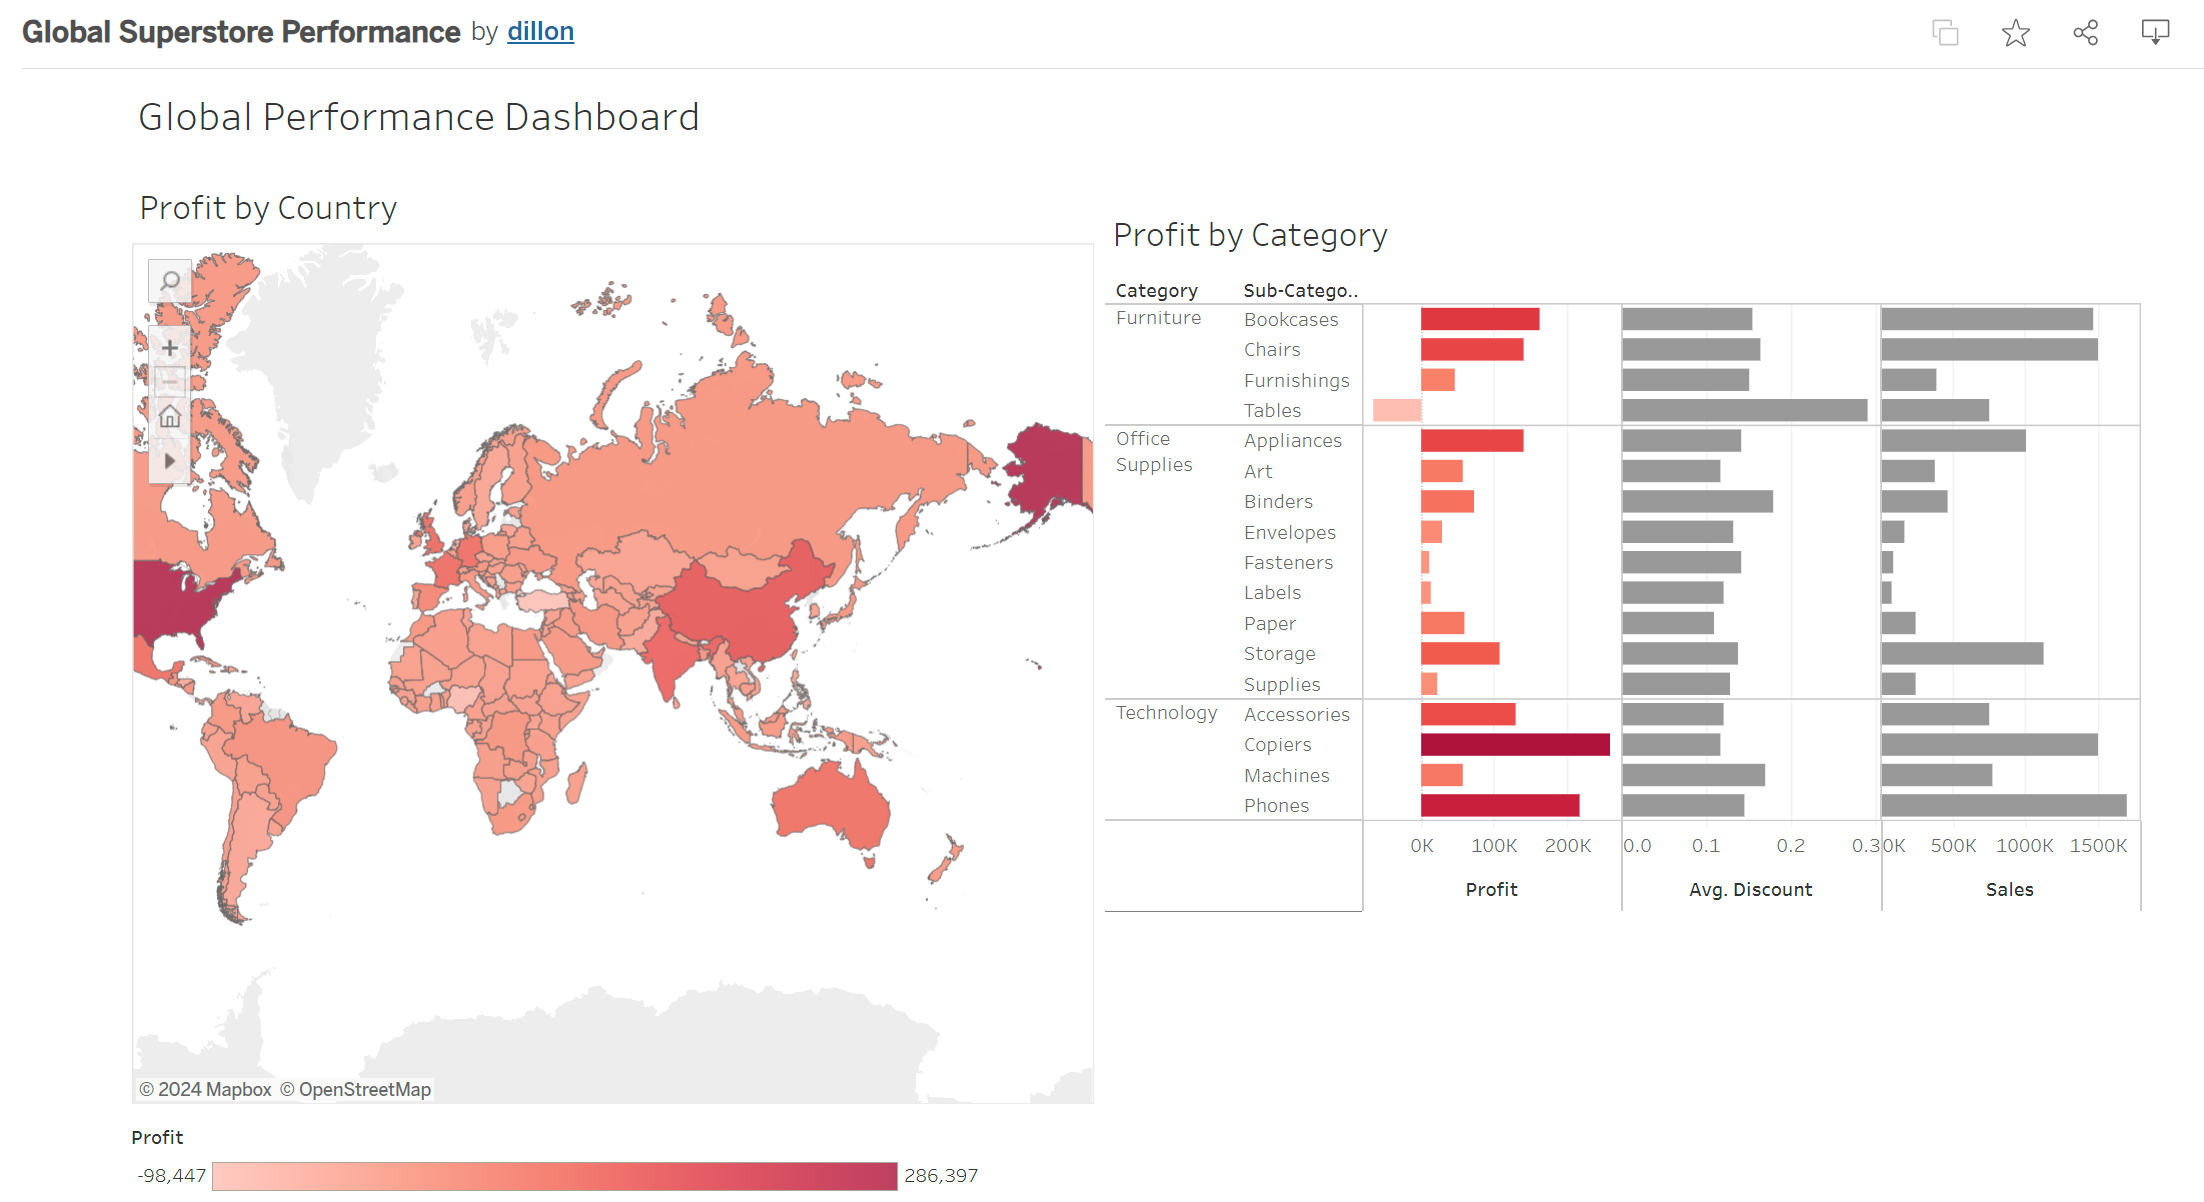 Global Superstore Performance by dillon
Global Performance Dashboard
Profit by Country
© 2024 Mapbox © OpenStreetMap
Profit
-98,447 286,397
Profit by Category
Category Sub-Catego..
Furniture Bookcases
Chairs
Furnishings
Tables
Office Supplies Appliances
Art
Binders
Envelopes
Fasteners
Labels
Paper
Storage
Supplies
Technology Accessories
Copiers
Machines
Phones
0K 100K 200K 0.0 0.1 0.2 0.3 0K 500K 1000K 1500K
Profit Avg. Discount Sales